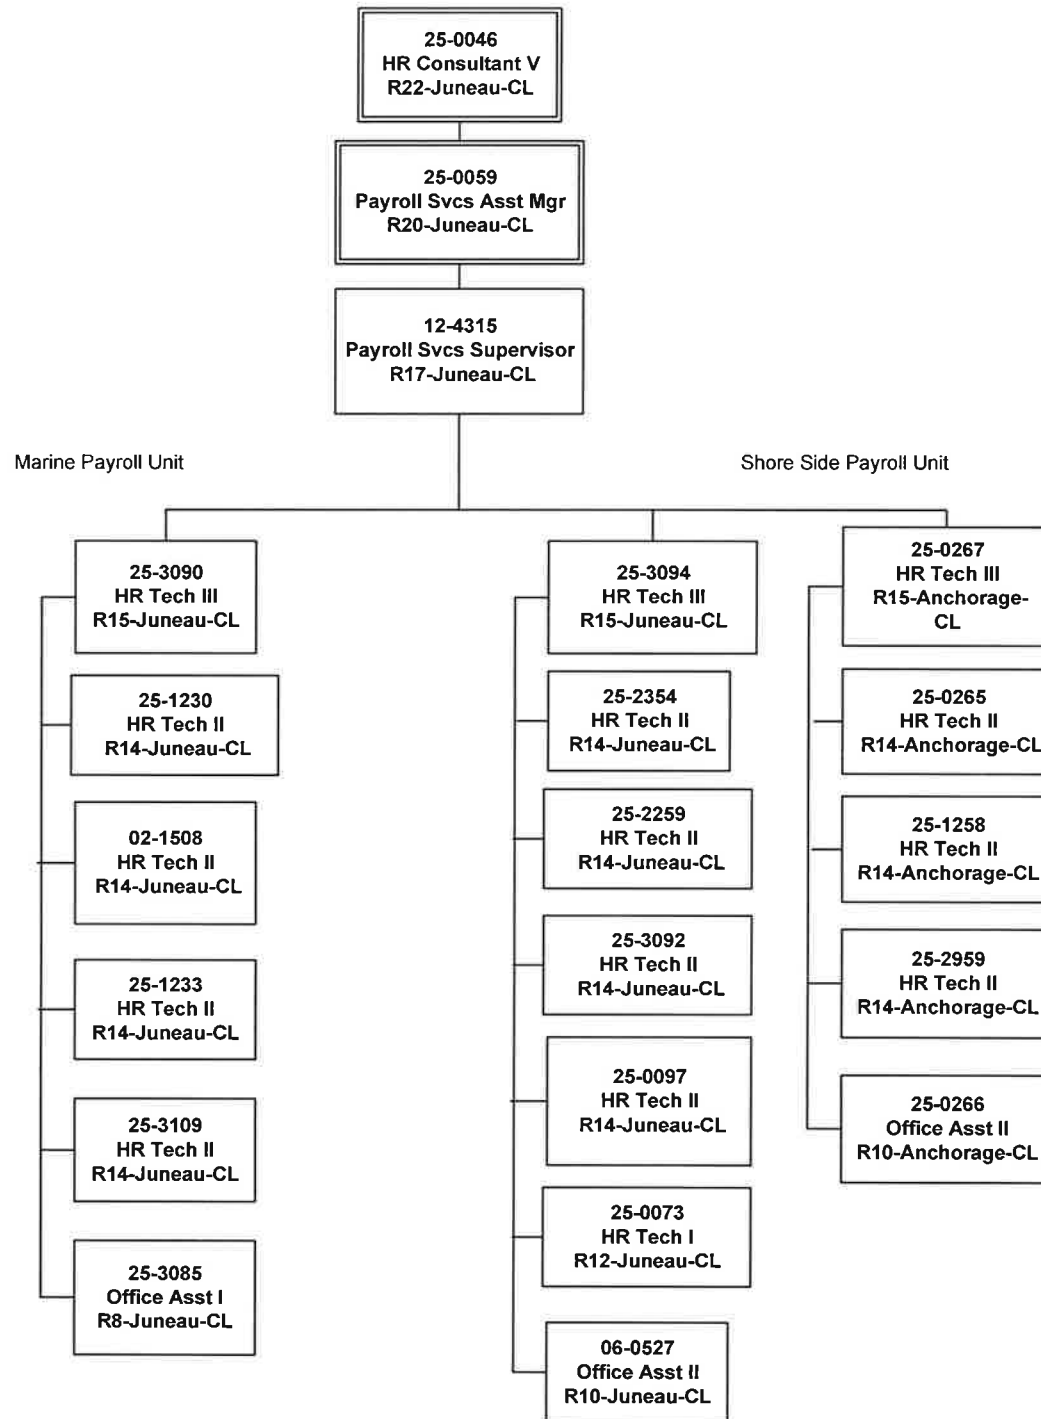 25-0046
HR Consultant V
R22-Juneau-CL
25-0059
Payroll Svcs Asst Mgr
R20-Juneau-CL
12-4315
Payroll Svcs Supervisor
R17-Juneau-CL
Marine Payroll Unit
Shore Side Payroll Unit
25-3090
HR Tech III
R15-Juneau-CL
25-1230
HR Tech II
R14-Juneau-CL
02-1508
HR Tech II
R14-Juneau-CL
25-1233
HR Tech II
R14-Juneau-CL
25-3109
HR Tech II
R14-Juneau-CL
25-3085
Office Asst I
R8-Juneau-CL
25-3094
HR Tech III
R15-Juneau-CL
25-2354
HR Tech II
R14-Juneau-CL
25-2259
HR Tech II
R14-Juneau-CL
25-3092
HR Tech II
R14-Juneau-CL
25-0097
HR Tech II
R14-Juneau-CL
25-0073
HR Tech I
R12-Juneau-CL
06-0527
Office Asst II
R10-Juneau-CL
25-0267
HR Tech III
R15-Anchorage-
CL
25-0265
HR Tech II
R14-Anchorage-CL
25-1258
HR Tech II
R14-Anchorage-CL
25-2959
HR Tech II
R14-Anchorage-CL
25-0266
Office Asst II
R10-Anchorage-CL